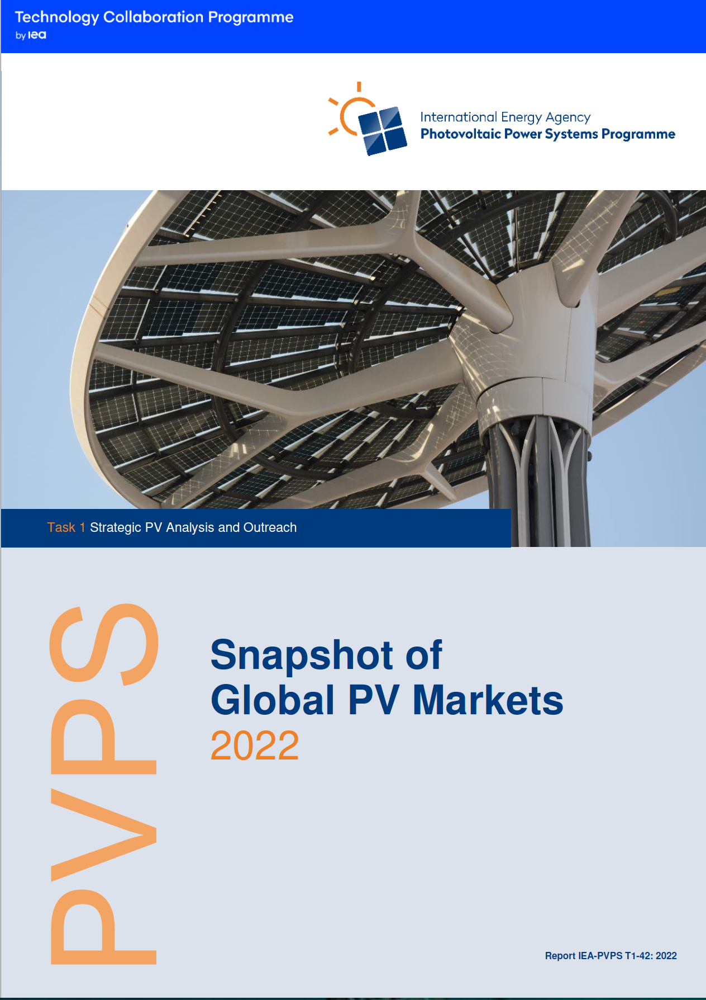 Technology Collaboration Programme
by iea
International Energy Agency
Photovoltaic Power Systems Programme
Task 1 Strategic PV Analysis and Outreach
PVPS
Snapshot of
Global PV Markets
2022
Report IEA-PVPS T1-42: 2022